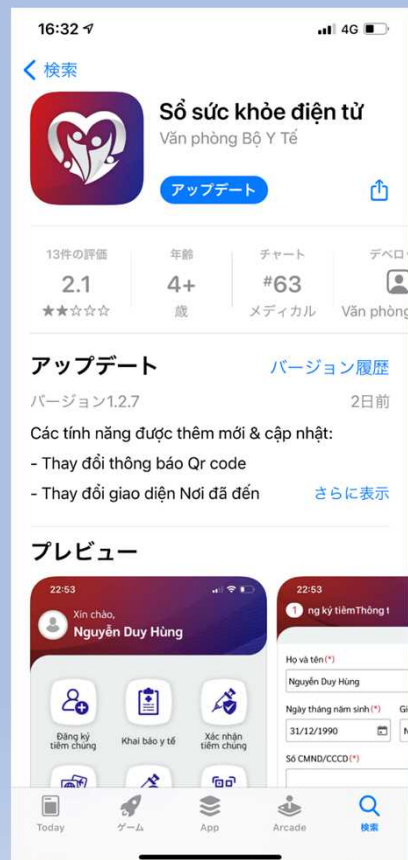 16:32
4G
検索
Sổ sức khỏe điện tử
Văn phòng Bộ Y Tế
アップデート
13件の評価
年齢
チャート
2.1
4+
#63
★★☆☆☆
歳
メディカル
Văn phòng
アップデート
バージョン履歴
バージョン1.2.7
2日前
Các tính năng được thêm mới & cập nhật:
- Thay đổi thông báo Qr code
- Thay đổi giao diện Nơi đã đến
さらに表示
プレビュー
22:53
Xin chào,
Nguyễn Duy Hùng
Đăng ký
tiêm chủng
Khai báo y tế
Xác nhận
tiêm chủng
22:53
1 ng ký tiêm Thông t
Họ và tên (*)
Nguyễn Duy Hùng
Ngày tháng năm sinh (*)
31/12/1990
Số CMND/CCCD (*)
Today
ゲーム
App
Arcade
検索